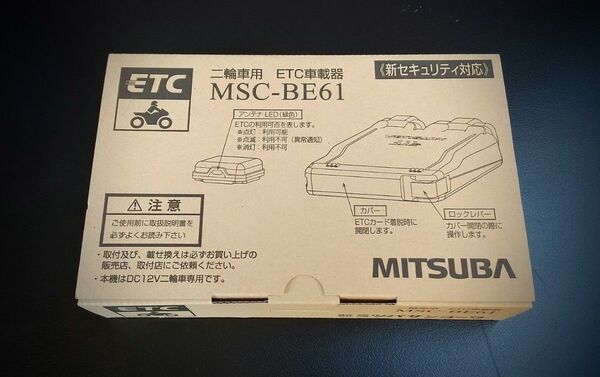 ETC
二輪車用 ETC車載器
MSC-BE61
《新セキュリティ対応》
アンテナLED(緑色)
ETCの利用可否を表します。
※点灯：利用可能
※点滅：利用不可（異常通知)
※消灯：利用不可
カバー
ETCカード着脱時に
開閉します。
ロックレバー
カバー開閉の際に
操作します。
注意
ご使用前に取扱説明書を
必ずよくお読み下さい
・取付及び、載せ換えは必ずお買い上げの
販売店、取付店にご依頼ください。
・本機はDC12V二輪車専用です。
MITSUBA
MSC-BE61